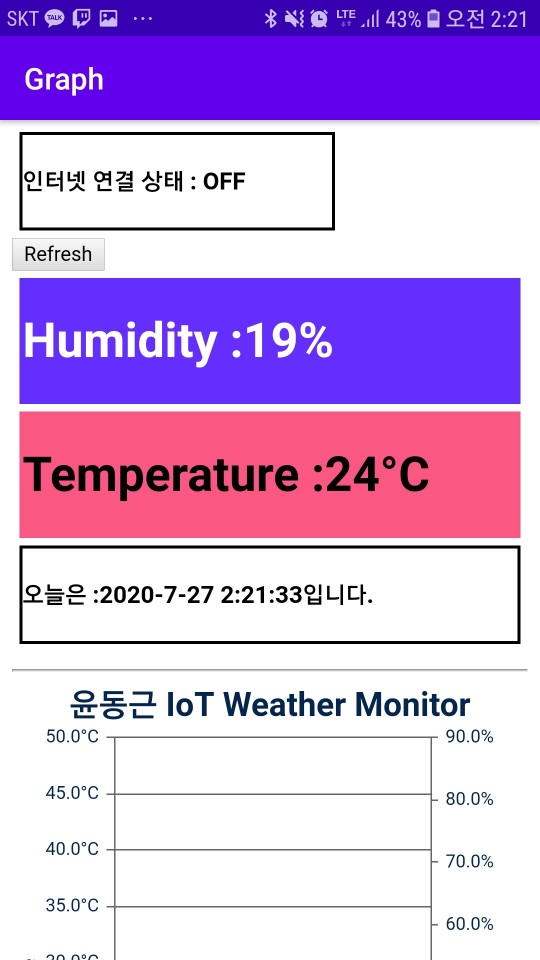 SKT TALK ... LTE 43% 오전 2:21
Graph
인터넷 연결 상태 : OFF
Refresh
Humidity :19%
Temperature :24°C
오늘은 :2020-7-27 2:21:33입니다.
윤동근 IoT Weather Monitor
50.0°C 90.0%
45.0°C 80.0%
40.0°C 70.0%
35.0°C 60.0%